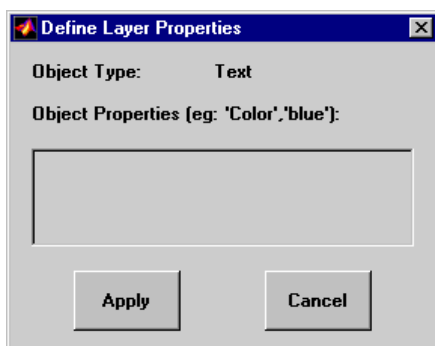 Define Layer Properties
Object Type: Text
Object Properties (eg: 'Color','blue'):
Apply Cancel